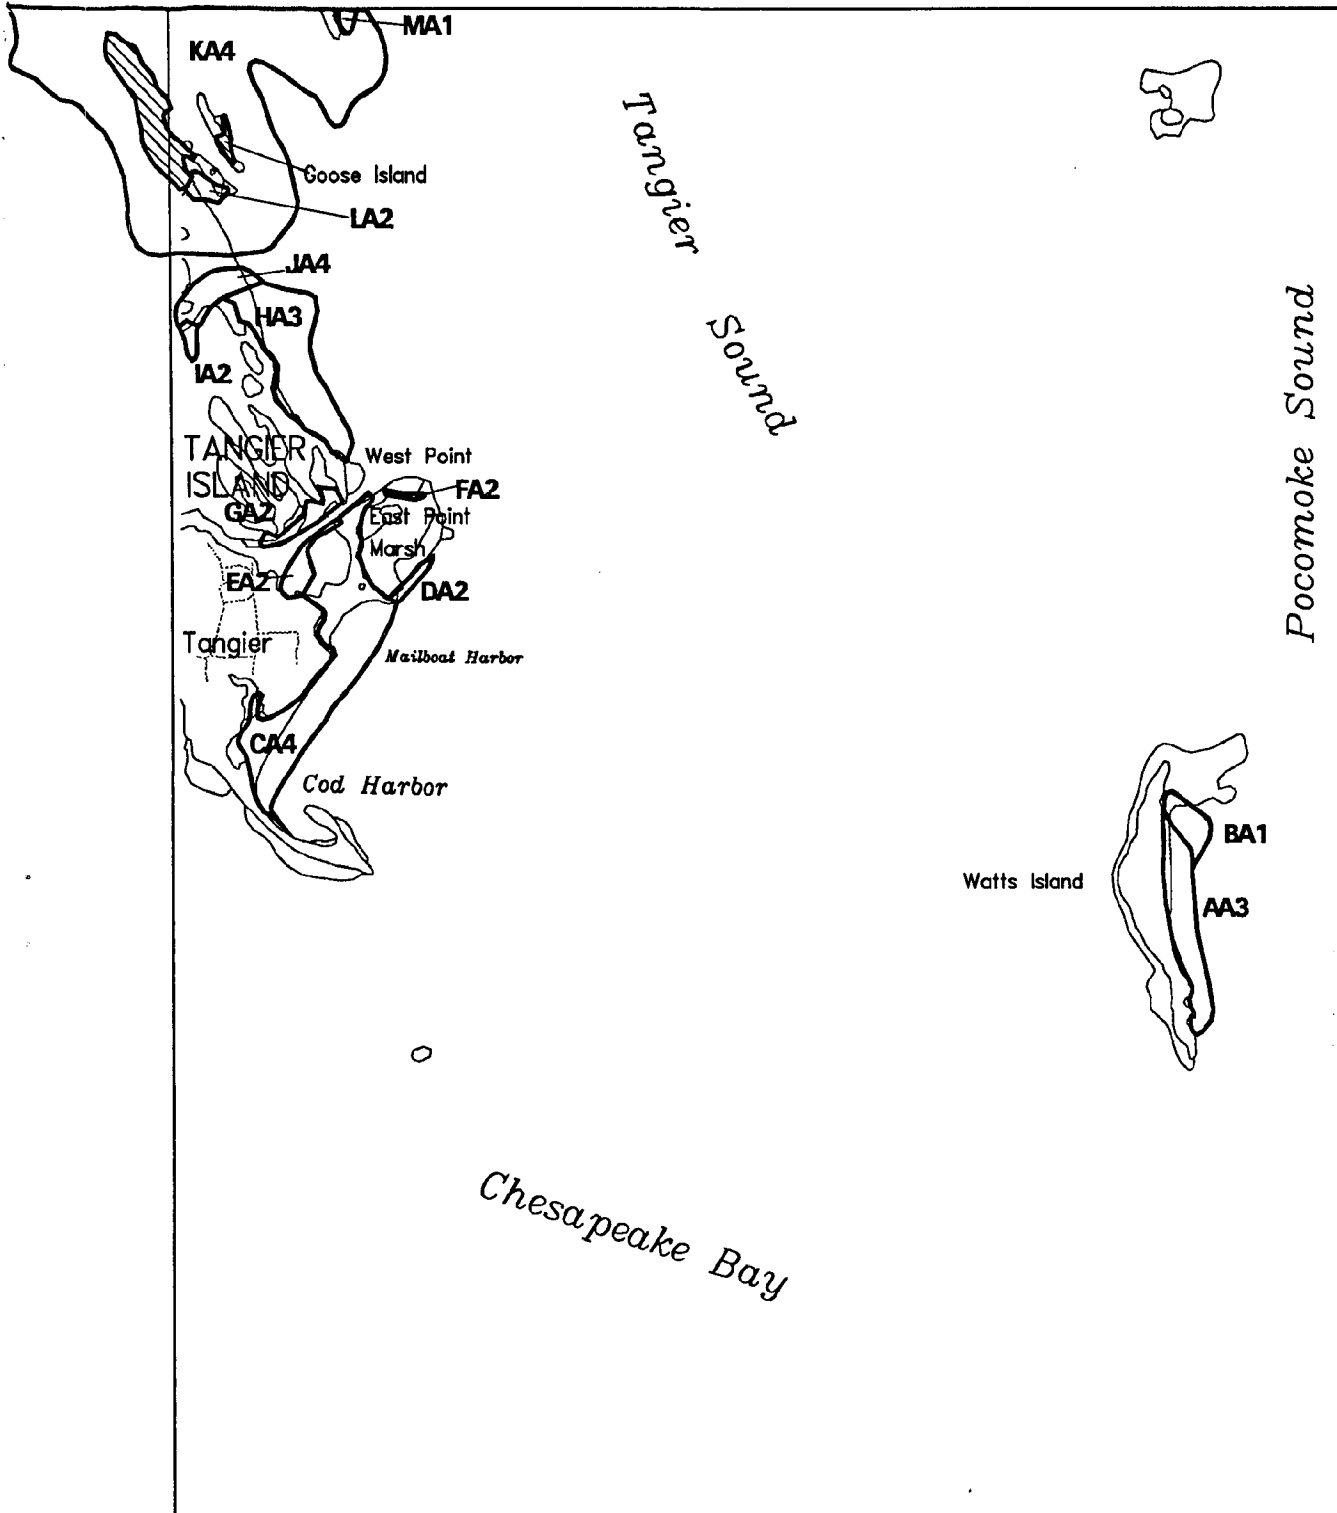 MA1
KA4
Goose Island
LA2
JA4
HA3
IA2
TANGIER
ISLAND
West Point
FA2
GA2
East Point
Marsh
EA2
DA2
Tangier
Mailboat Harbor
CA4
Cod Harbor
Tangier Sound
Pocomoke Sound
BA1
Watts Island
AA3
Chesapeake Bay